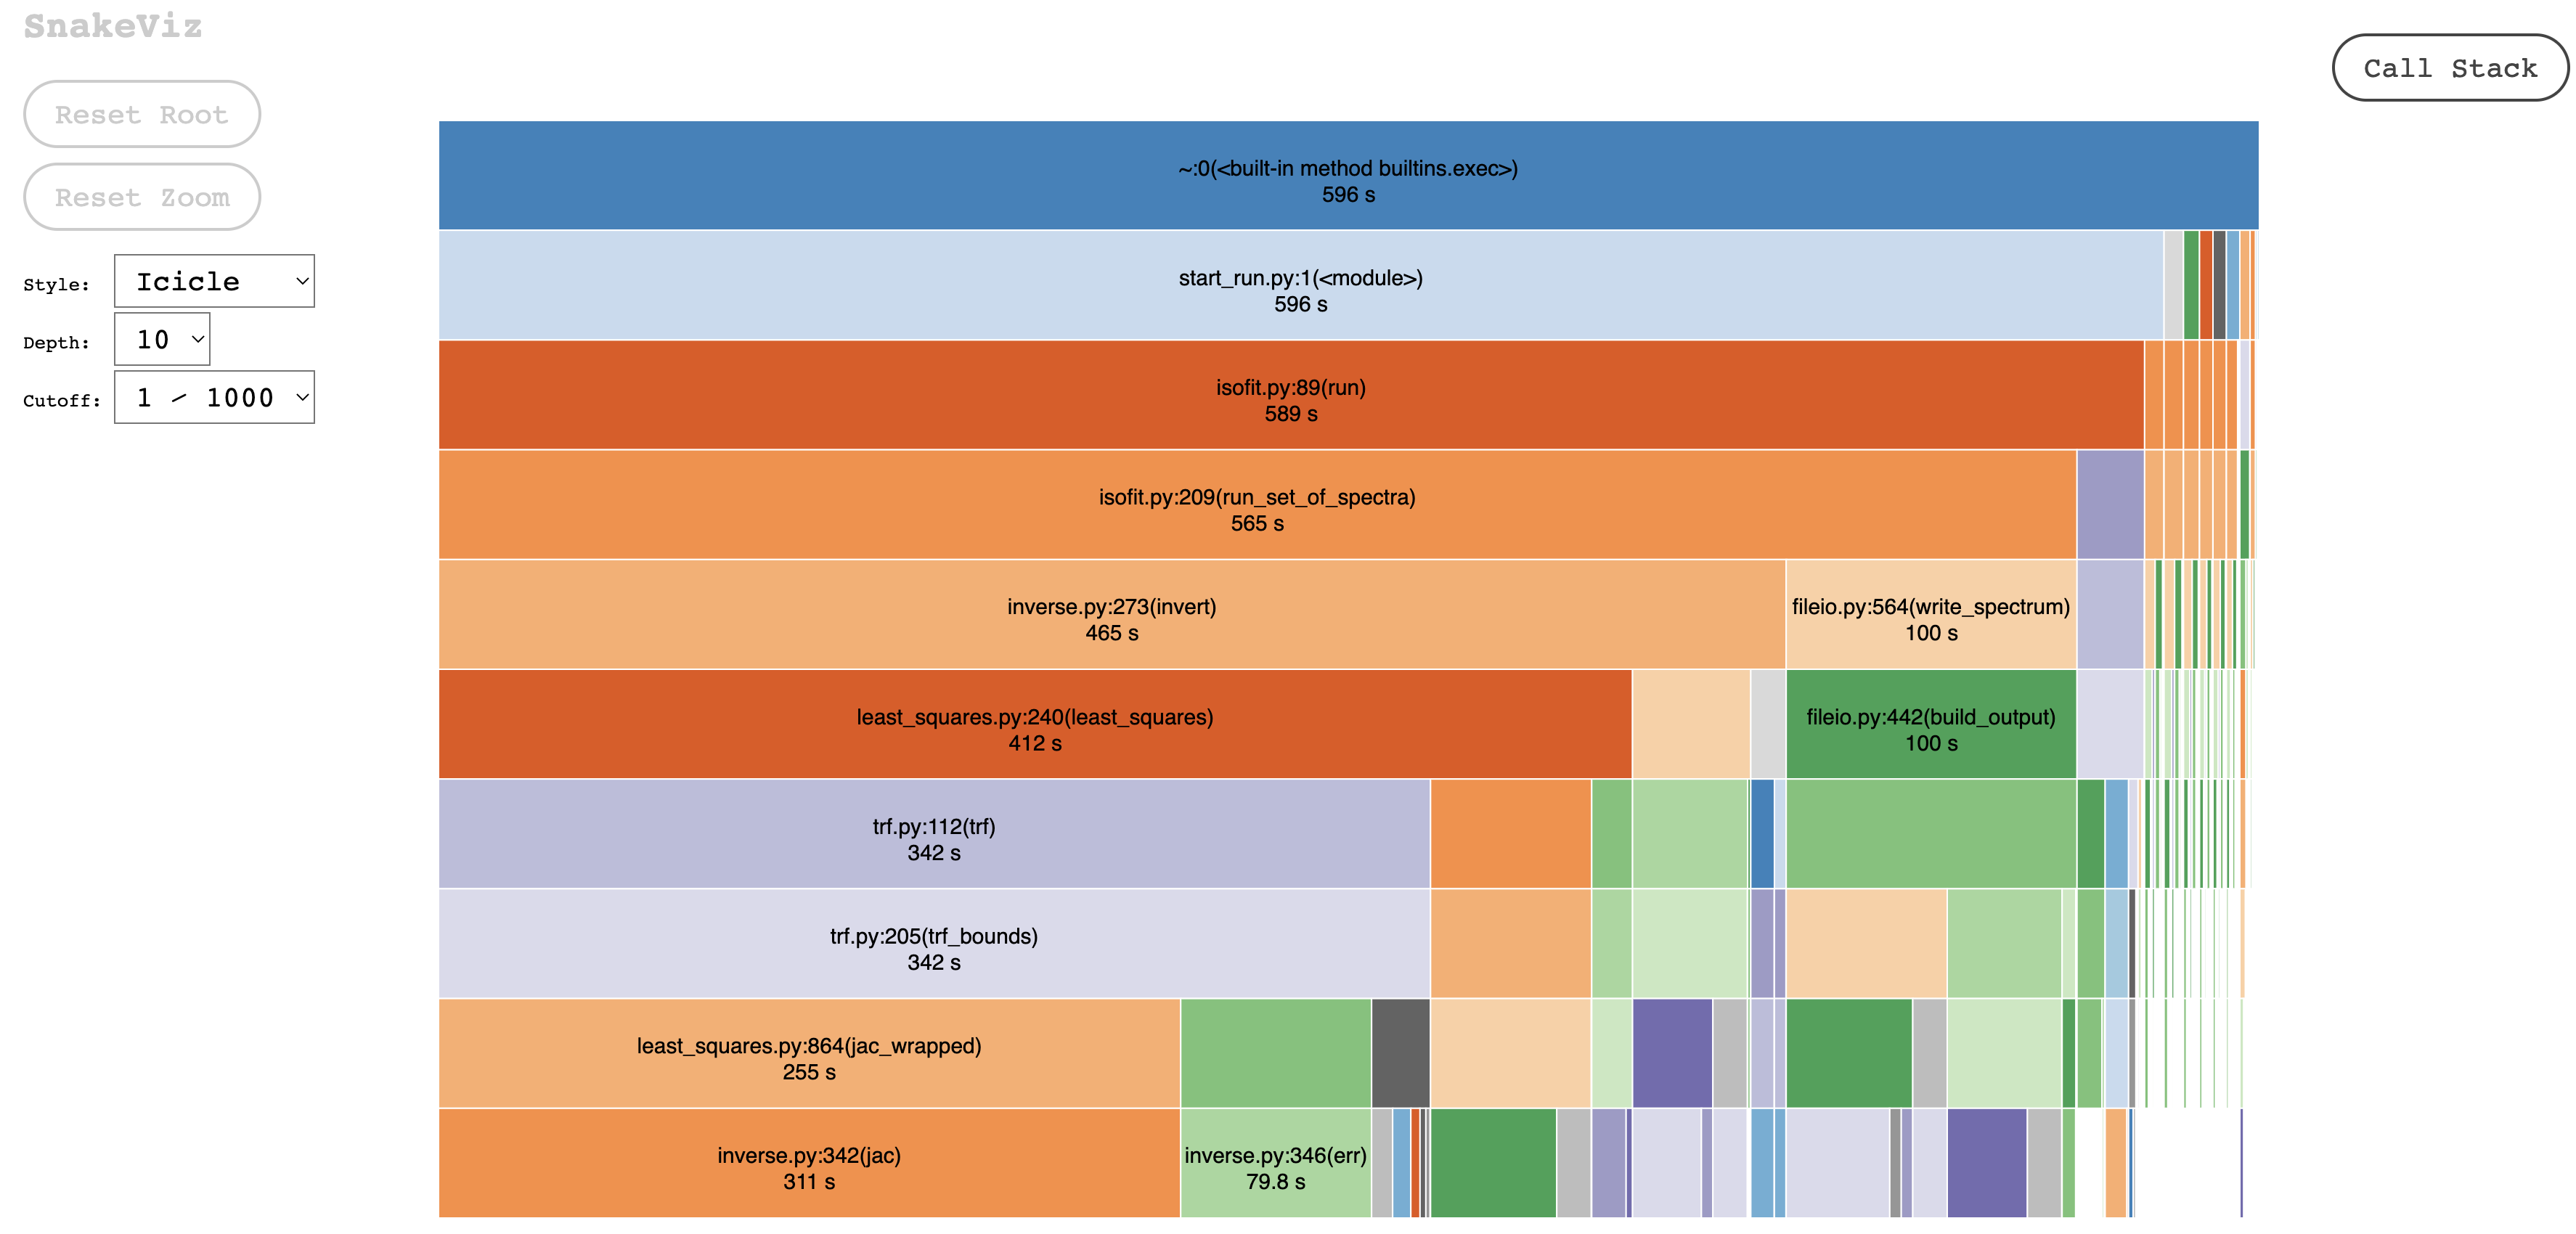 SnakeViz
Call Stack
Reset Root
Reset Zoom
Style: Icicle
Depth: 10
Cutoff: 1 / 1000
~:0(<built-in method builtins.exec>)
596 s
start_run.py:1(<module>)
596 s
isofit.py:89(run)
589 s
isofit.py:209(run_set_of_spectra)
565 s
inverse.py:273(invert)
465 s
fileio.py:564(write_spectrum)
100 s
least_squares.py:240(least_squares)
412 s
fileio.py:442(build_output)
100 s
trf.py:112(trf)
342 s
trf.py:205(trf_bounds)
342 s
least_squares.py:864(jac_wrapped)
255 s
inverse.py:342(jac)
311 s
inverse.py:346(err)
79.8 s